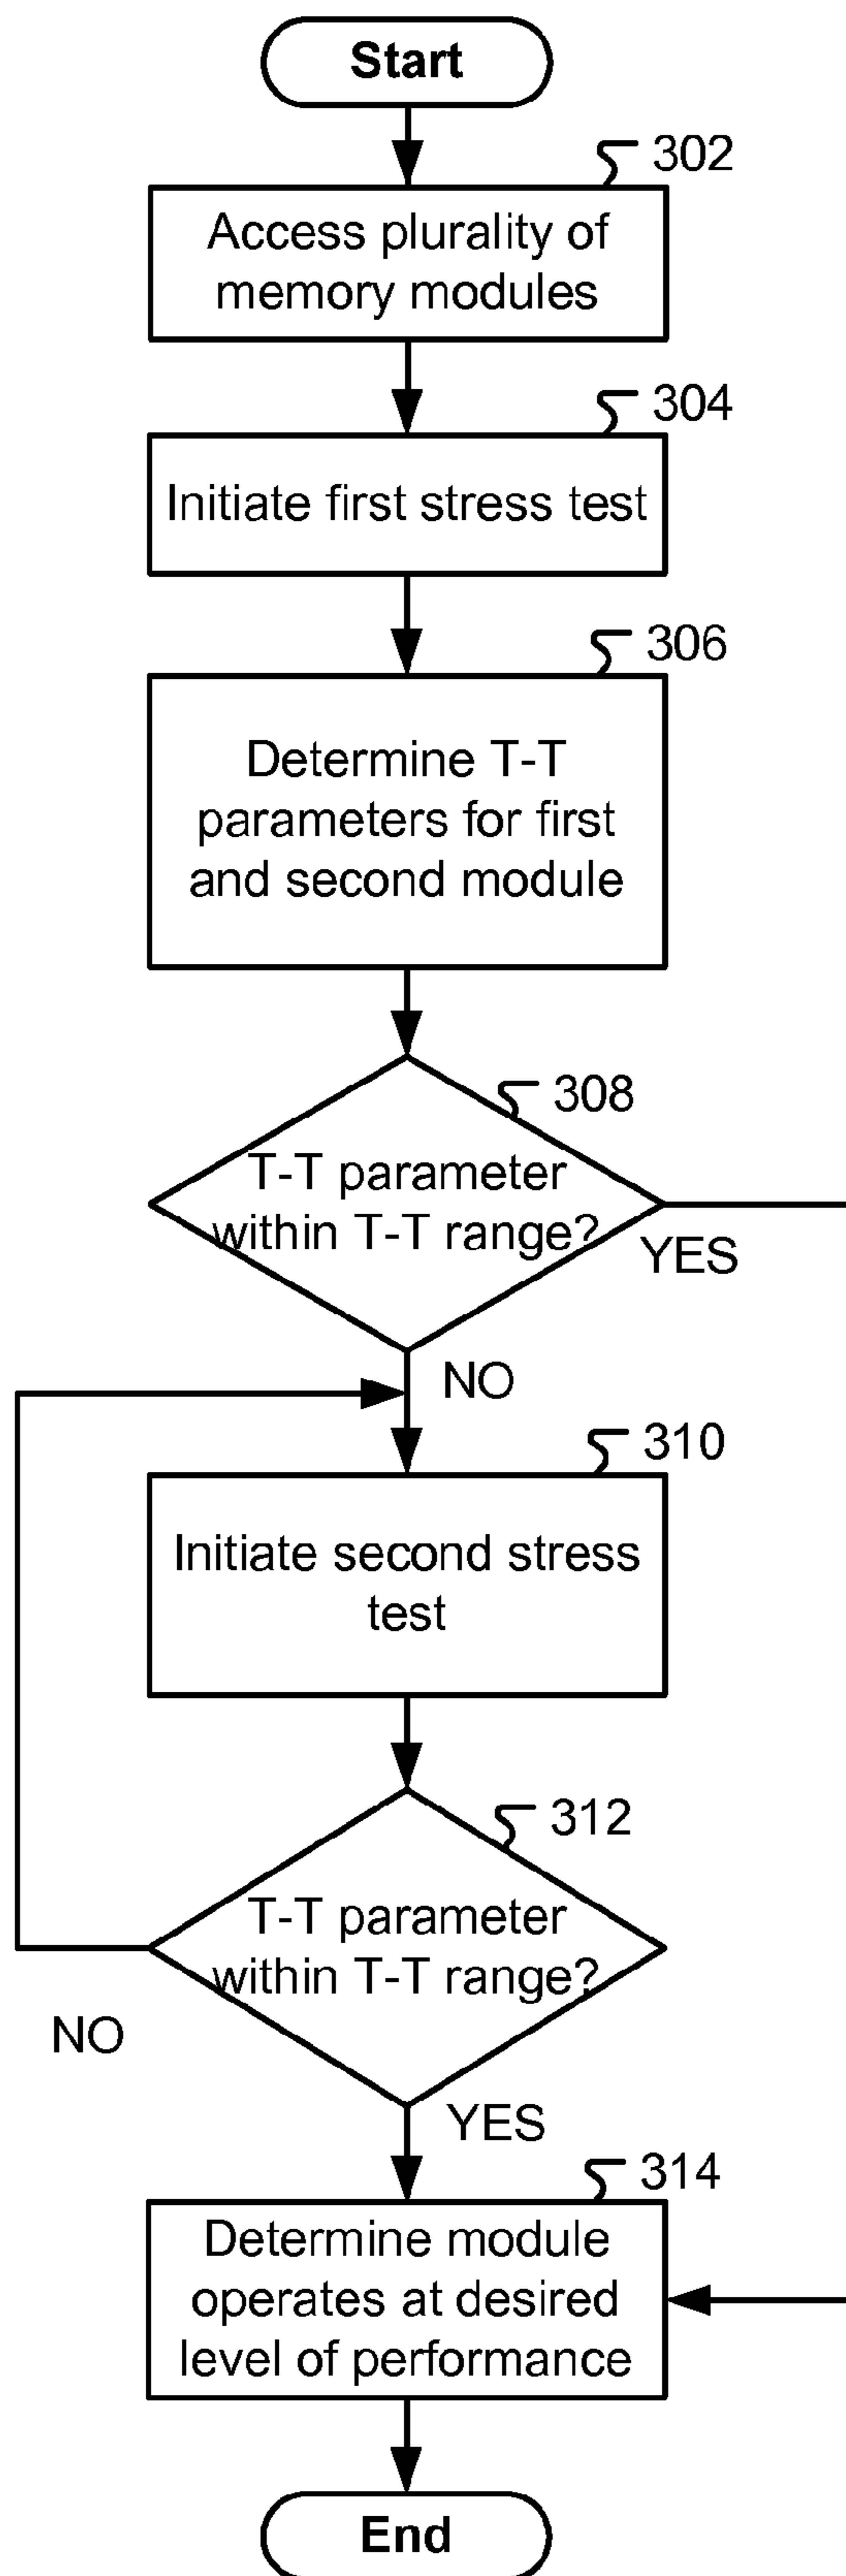 Start
302
Access plurality of
memory modules
304
Initiate first stress test
306
Determine T-T
parameters for first
and second module
308
T-T parameter
within T-T range?
YES
NO
310
Initiate second stress
test
312
T-T parameter
within T-T range?
NO
YES
314
Determine module
operates at desired
level of performance
End